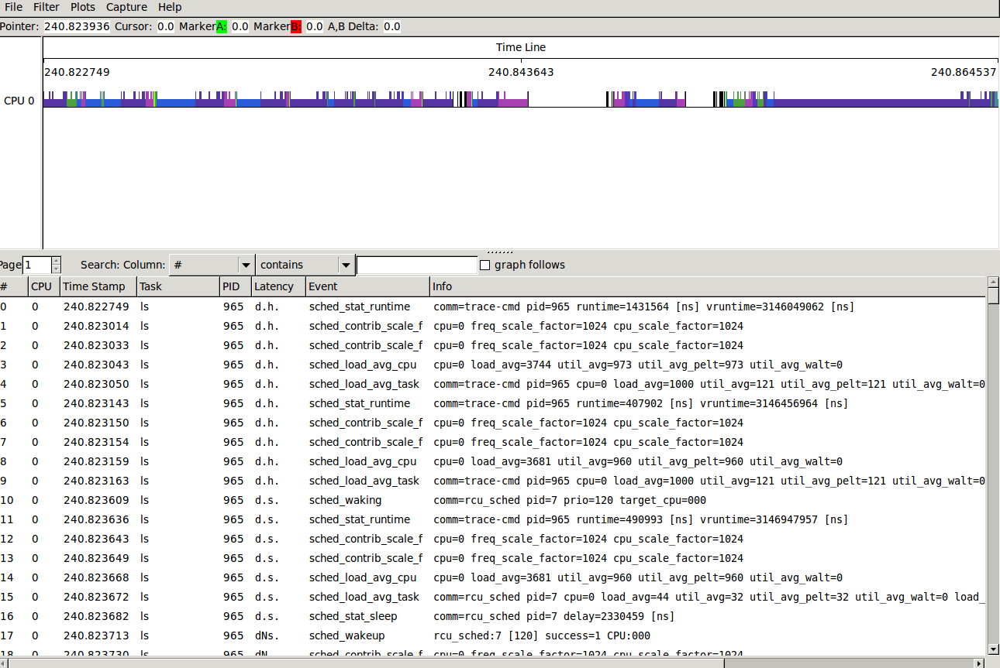 File Filter Plots Capture Help
Pointer: 240.823936 Cursor: 0.0 Marker A: 0.0 Marker B: 0.0 A,B Delta: 0.0
Time Line
240.822749 240.843643 240.864537
CPU 0
Page 1 Search: Column: # contains graph follows
# CPU Time Stamp Task PID Latency Event Info
0 0 240.822749 ls 965 d.h. sched_stat_runtime comm=trace-cmd pid=965 runtime=1431564 [ns] vruntime=3146049062 [ns]
1 0 240.823014 ls 965 d.h. sched_contrib_scale_f cpu=0 freq_scale_factor=1024 cpu_scale_factor=1024
2 0 240.823033 ls 965 d.h. sched_contrib_scale_f cpu=0 freq_scale_factor=1024 cpu_scale_factor=1024
3 0 240.823043 ls 965 d.h. sched_load_avg_cpu cpu=0 load_avg=3744 util_avg=973 util_avg_pelt=973 util_avg_walt=0
4 0 240.823050 ls 965 d.h. sched_load_avg_task comm=trace-cmd pid=965 cpu=0 load_avg=1000 util_avg=121 util_avg_pelt=121 util_avg_walt=0
5 0 240.823143 ls 965 d.h. sched_stat_runtime comm=trace-cmd pid=965 runtime=407902 [ns] vruntime=3146456964 [ns]
6 0 240.823150 ls 965 d.h. sched_contrib_scale_f cpu=0 freq_scale_factor=1024 cpu_scale_factor=1024
7 0 240.823154 ls 965 d.h. sched_contrib_scale_f cpu=0 freq_scale_factor=1024 cpu_scale_factor=1024
8 0 240.823159 ls 965 d.h. sched_load_avg_cpu cpu=0 load_avg=3681 util_avg=960 util_avg_pelt=960 util_avg_walt=0
9 0 240.823163 ls 965 d.h. sched_load_avg_task comm=trace-cmd pid=965 cpu=0 load_avg=1000 util_avg=121 util_avg_pelt=121 util_avg_walt=0
10 0 240.823609 ls 965 d.s. sched_waking comm=rcu_sched pid=7 prio=120 target_cpu=000
11 0 240.823636 ls 965 d.s. sched_stat_runtime comm=trace-cmd pid=965 runtime=490993 [ns] vruntime=3146947957 [ns]
12 0 240.823643 ls 965 d.s. sched_contrib_scale_f cpu=0 freq_scale_factor=1024 cpu_scale_factor=1024
13 0 240.823649 ls 965 d.s. sched_contrib_scale_f cpu=0 freq_scale_factor=1024 cpu_scale_factor=1024
14 0 240.823668 ls 965 d.s. sched_load_avg_cpu cpu=0 load_avg=3681 util_avg=960 util_avg_pelt=960 util_avg_walt=0
15 0 240.823672 ls 965 d.s. sched_load_avg_task comm=rcu_sched pid=7 cpu=0 load_avg=44 util_avg=32 util_avg_pelt=32 util_avg_walt=0 load_
16 0 240.823682 ls 965 d.s. sched_stat_sleep comm=rcu_sched pid=7 delay=2330459 [ns]
17 0 240.823713 ls 965 dNs. sched_wakeup rcu_sched:7 [120] success=1 CPU:000
18 0 240.823730 ls 965 dN sched_contrib_scale_f cpu=0 freq_scale_factor=1024 cpu_scale_factor=1024